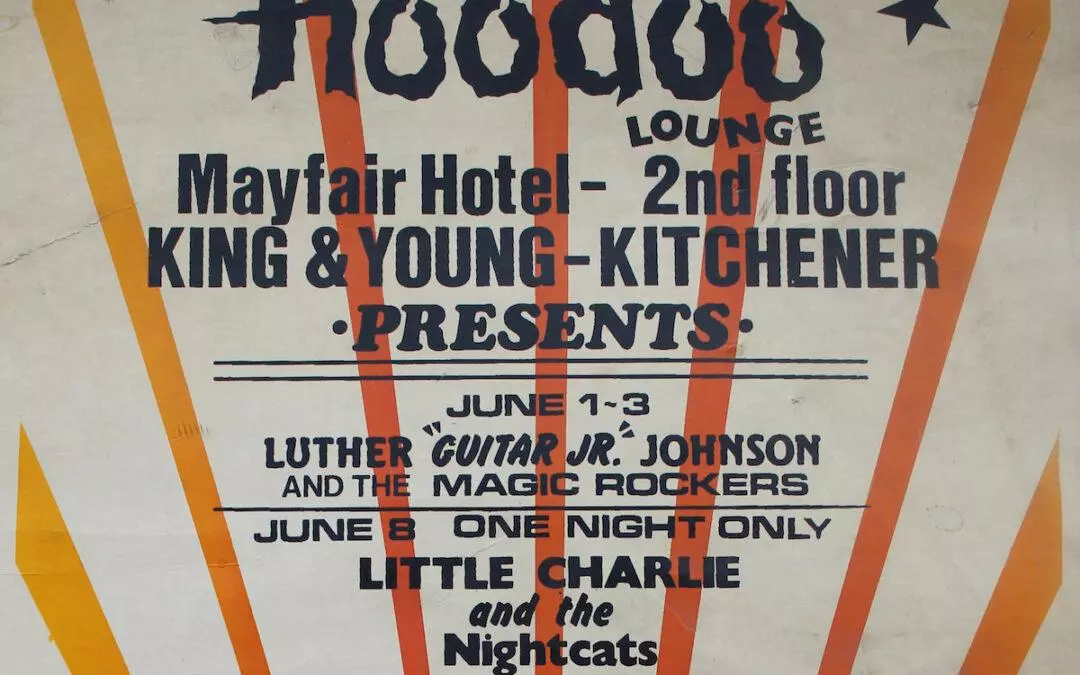 Hoodoo
LOUNGE
Mayfair Hotel - 2nd floor
KING & YOUNG - KITCHENER
• PRESENTS •
JUNE 1-3
LUTHER "GUITAR JR." JOHNSON
AND THE MAGIC ROCKERS
JUNE 8 ONE NIGHT ONLY
LITTLE CHARLIE
and the
Nightcats